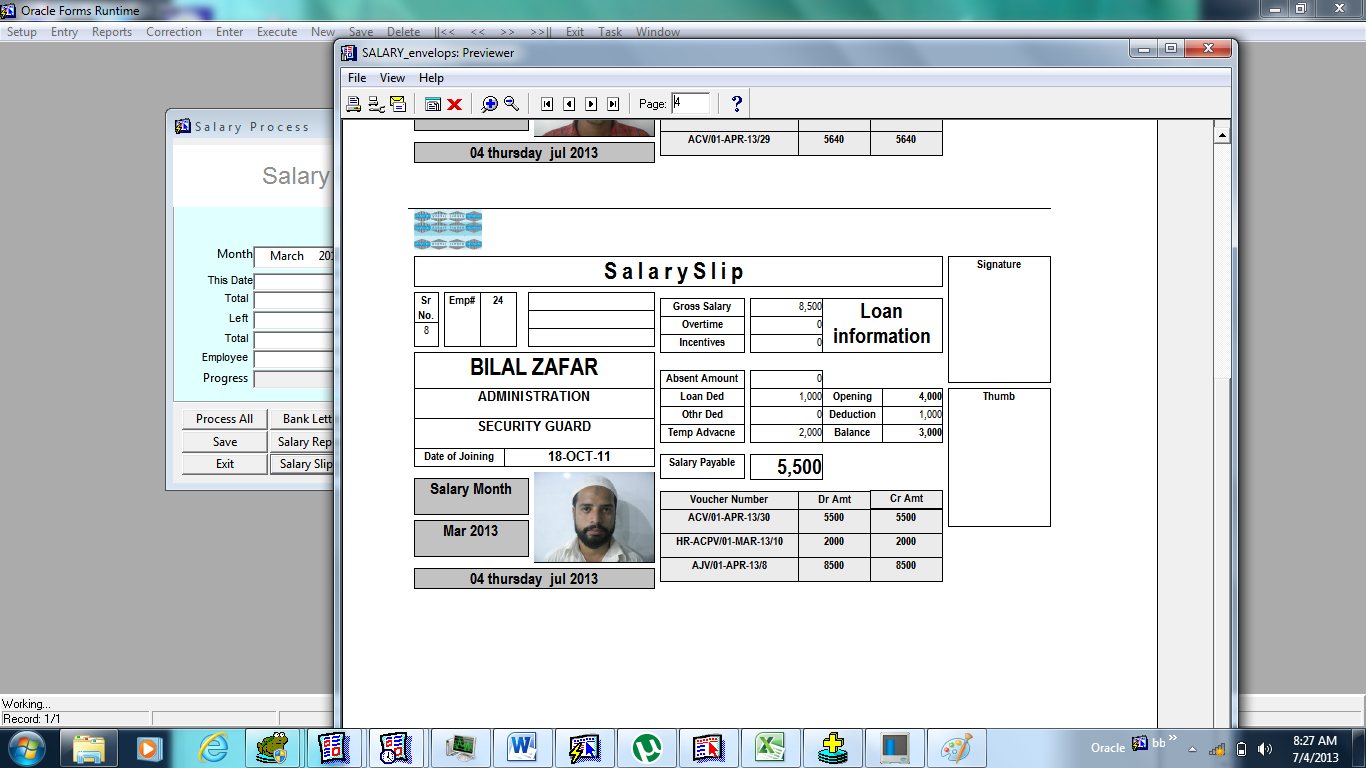 Oracle Forms Runtime
Setup Entry Reports Correction Enter Execute New Save Delete ||<< << >> >>|| Exit Task Window
SALARY_envelops: Previewer
File View Help
Page: 4
Salary Process
Salary
Month March 201
This Date
Total
Left
Total
Employee
Progress
Process All Bank Lett
Save Salary Rep
Exit Salary Slip
ACV/01-APR-13/29 5640 5640
04 thursday jul 2013
SalarySlip
Signature
Sr No. Emp# 24
8
Gross Salary 8,500
Overtime 0
Incentives 0
Loan information
BILAL ZAFAR
ADMINISTRATION
SECURITY GUARD
Date of Joining 18-OCT-11
Absent Amount 0
Loan Ded 1,000 Opening 4,000
Othr Ded 0 Deduction 1,000
Temp Advacne 2,000 Balance 3,000
Thumb
Salary Payable 5,500
Salary Month
Mar 2013
Voucher Number Dr Amt Cr Amt
ACV/01-APR-13/30 5500 5500
HR-ACPV/01-MAR-13/10 2000 2000
AJV/01-APR-13/8 8500 8500
04 thursday jul 2013
Working...
Record: 1/1
Oracle bb
8:27 AM
7/4/2013